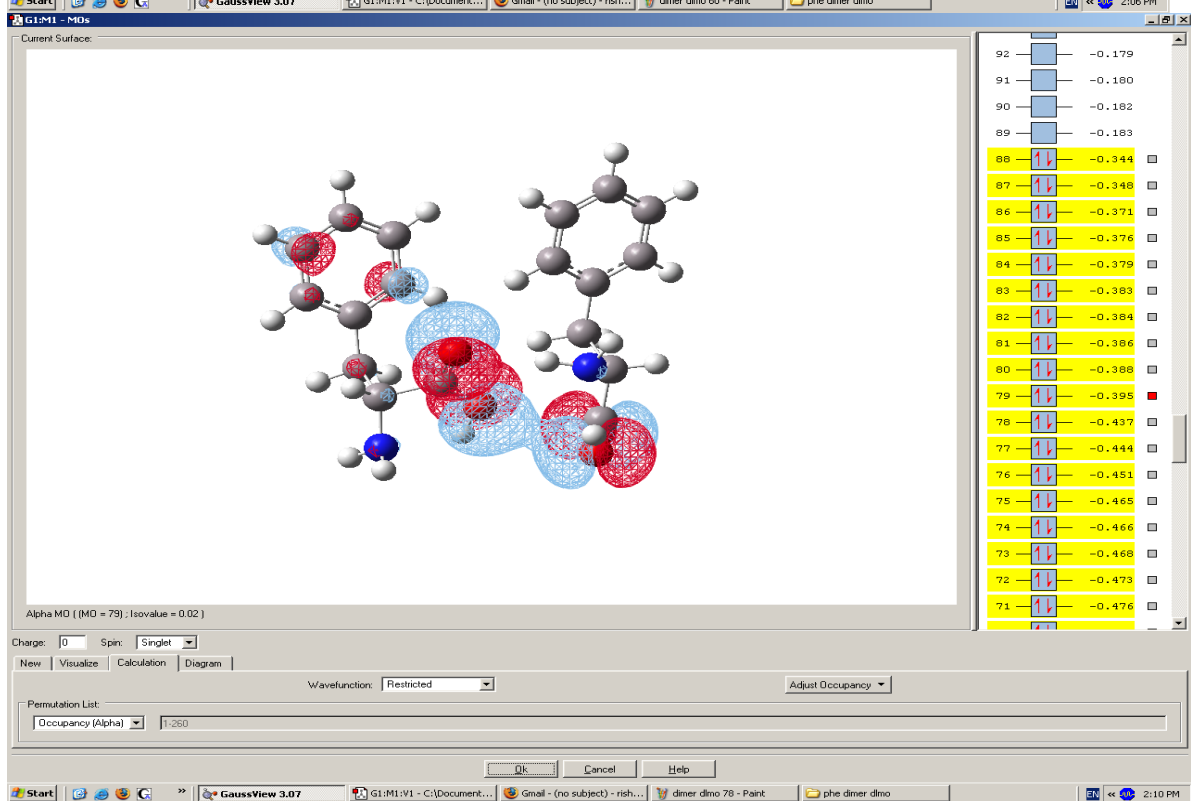 Start GaussView 3.07 G1:M1:V1 - C:\Document... Gmail - (no subject) - rish... dimer dlmo 80 - Paint phe dimer dlmo EN « 2:06 PM
G1:M1 - MOs
Current Surface:
92 -0.179
91 -0.180
90 -0.182
89 -0.183
88 -0.344
87 -0.348
86 -0.371
85 -0.376
84 -0.379
83 -0.383
82 -0.384
81 -0.386
80 -0.388
79 -0.395
78 -0.437
77 -0.444
76 -0.451
75 -0.465
74 -0.466
73 -0.468
72 -0.473
71 -0.476
Alpha MO ( (MO = 79) ; Isovalue = 0.02 )
Charge: 0 Spin: Singlet
New Visualize Calculation Diagram
Wavefunction: Restricted Adjust Occupancy
Permutation List:
Occupancy (Alpha) 1-260
Ok Cancel Help
Start » GaussView 3.07 G1:M1:V1 - C:\Document... Gmail - (no subject) - rish... dimer dlmo 78 - Paint phe dimer dlmo EN « 2:10 PM